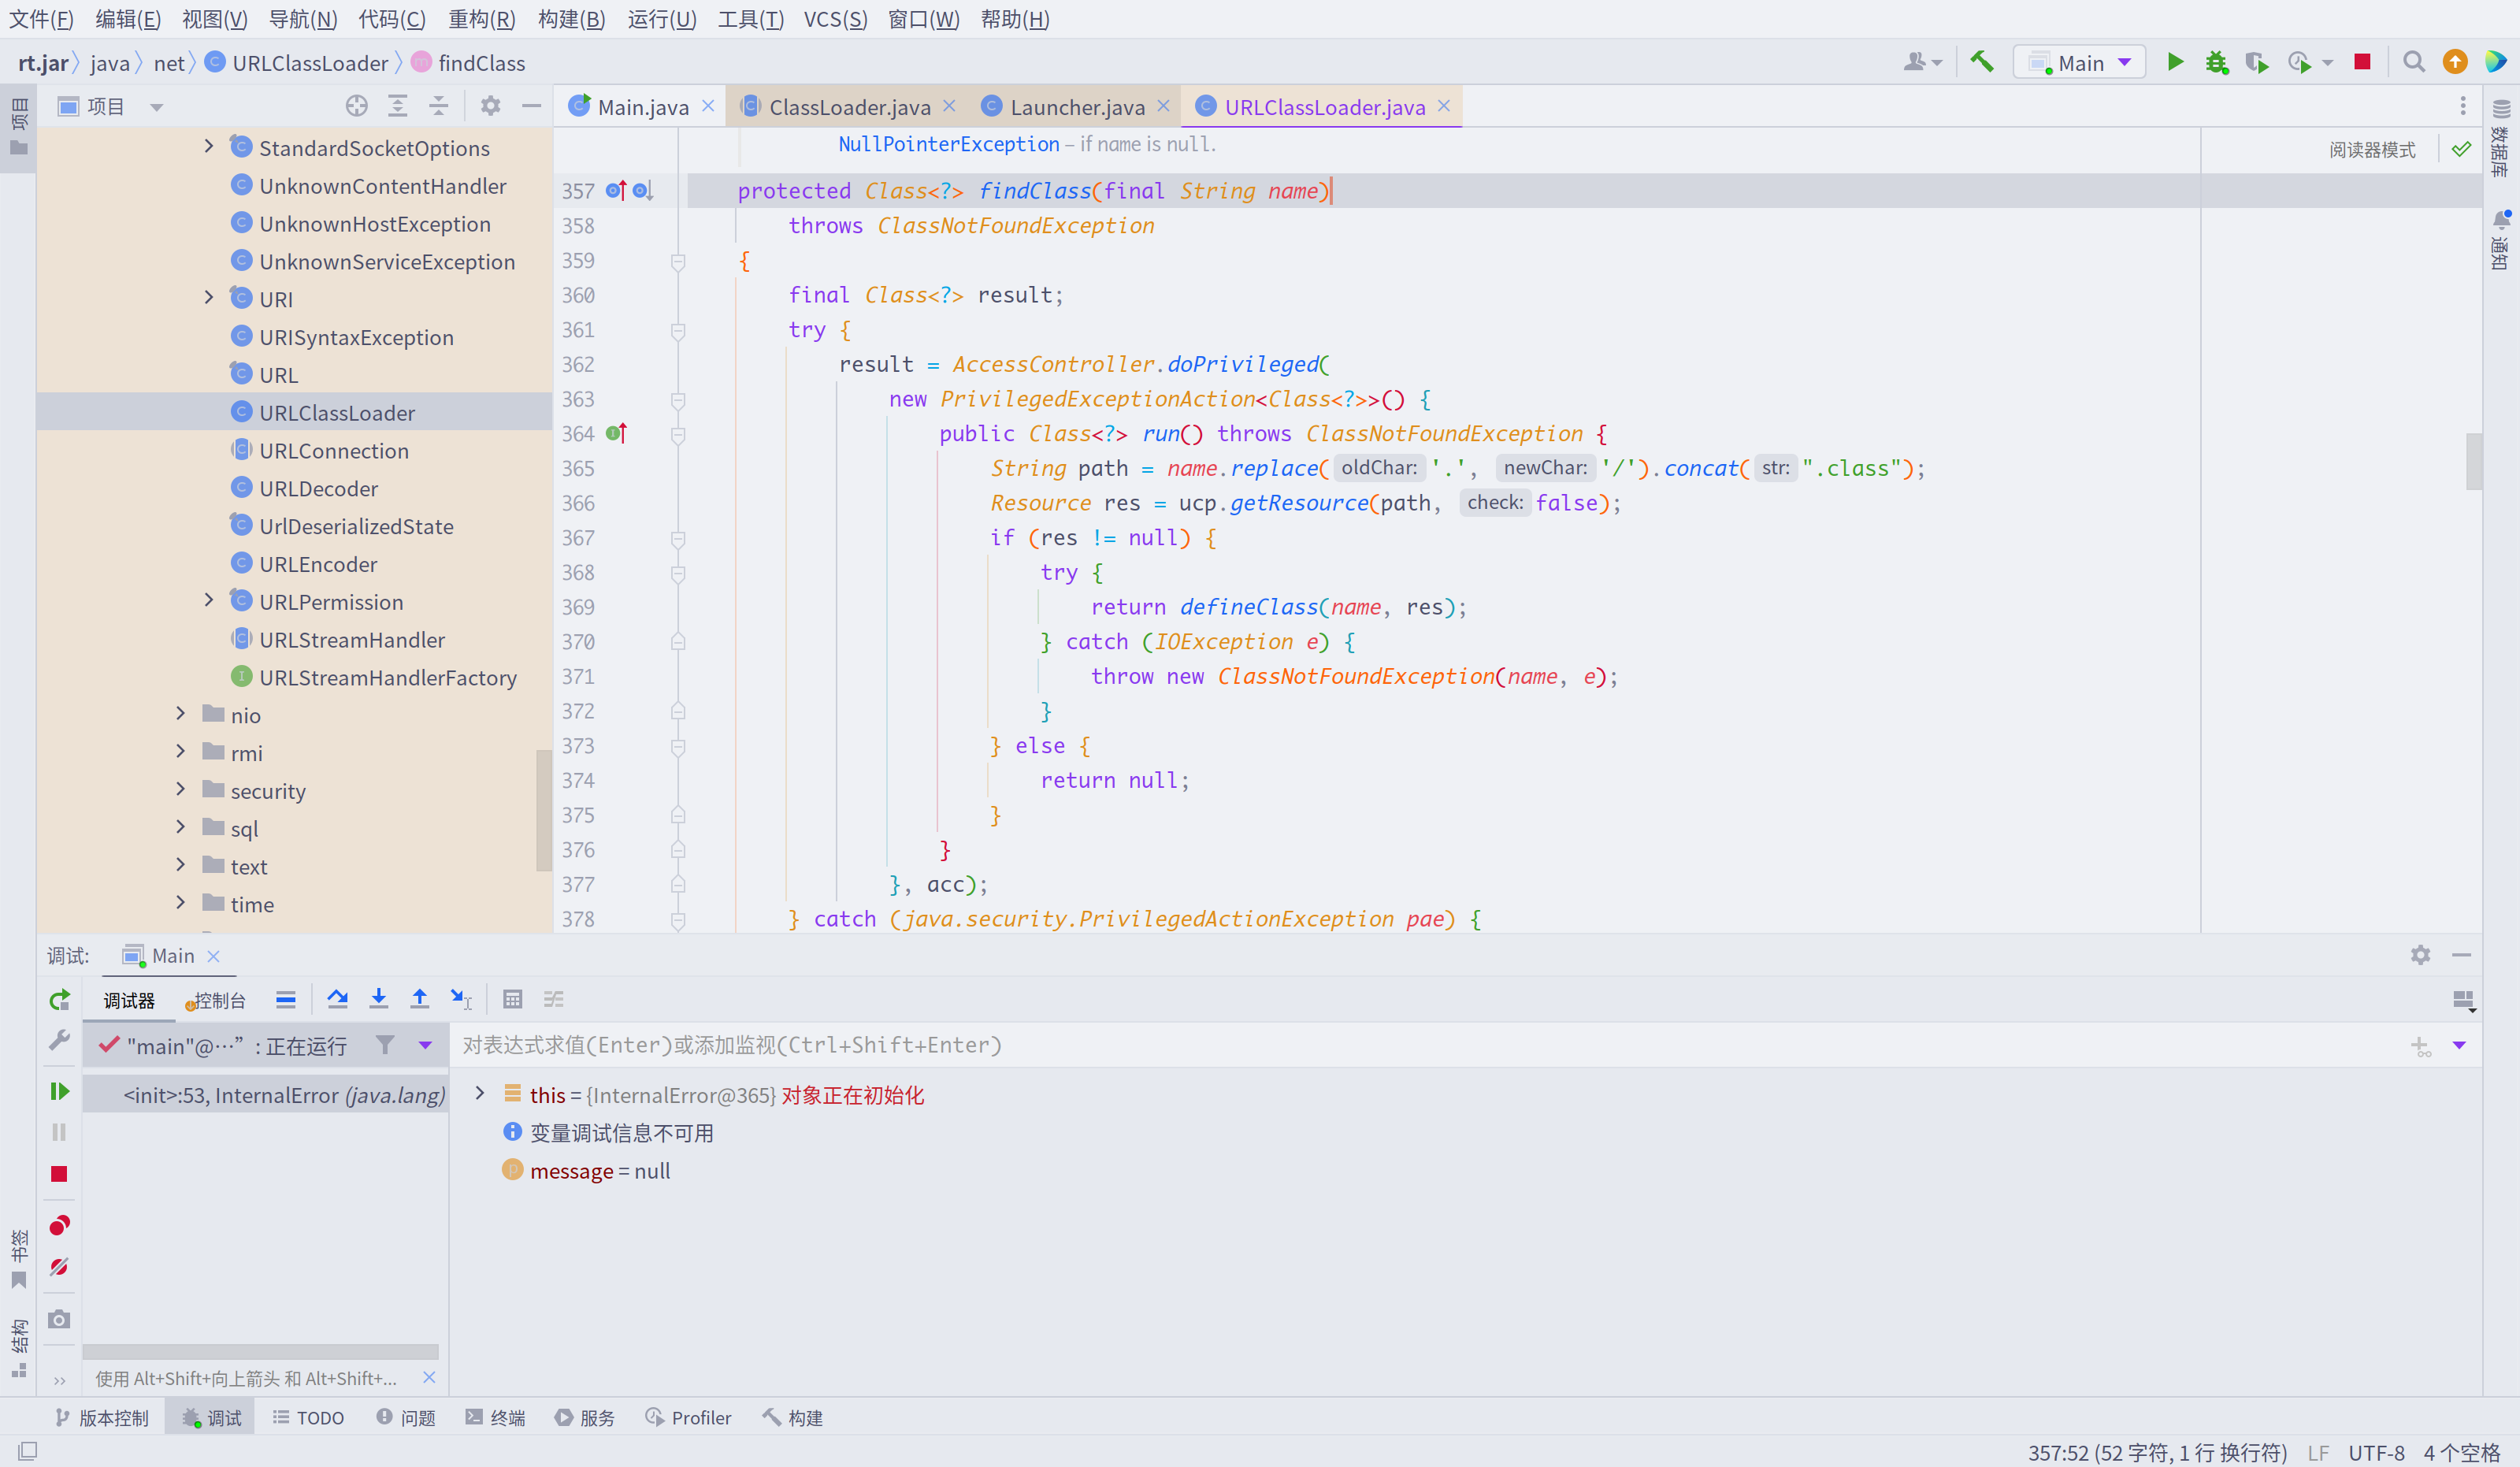 文件(F) 编辑(E) 视图(V) 导航(N) 代码(C) 重构(R) 构建(B) 运行(U) 工具(T) VCS(S) 窗口(W) 帮助(H)
rt.jar java net URLClassLoader findClass
Main
项目
项目
Main.java ClassLoader.java Launcher.java URLClassLoader.java
StandardSocketOptions
UnknownContentHandler
UnknownHostException
UnknownServiceException
URI
URISyntaxException
URL
URLClassLoader
URLConnection
URLDecoder
UrlDeserializedState
URLEncoder
URLPermission
URLStreamHandler
URLStreamHandlerFactory
nio
rmi
security
sql
text
time
NullPointerException – if name is null.
阅读器模式
357 protected Class<?> findClass(final String name)
358 throws ClassNotFoundException
359 {
360 final Class<?> result;
361 try {
362 result = AccessController.doPrivileged(
363 new PrivilegedExceptionAction<Class<?>>() {
364 public Class<?> run() throws ClassNotFoundException {
365 String path = name.replace( oldChar: '.', newChar: '/').concat( str: ".class");
366 Resource res = ucp.getResource(path, check: false);
367 if (res != null) {
368 try {
369 return defineClass(name, res);
370 } catch (IOException e) {
371 throw new ClassNotFoundException(name, e);
372 }
373 } else {
374 return null;
375 }
376 }
377 }, acc);
378 } catch (java.security.PrivilegedActionException pae) {
数据库
通知
调试: Main
调试器 控制台
"main"@⋯” : 正在运行
对表达式求值(Enter)或添加监视(Ctrl+Shift+Enter)
<init>:53, InternalError (java.lang)
this = {InternalError@365} 对象正在初始化
变量调试信息不可用
message = null
书签
结构
使用 Alt+Shift+向上箭头 和 Alt+Shift+...
版本控制 调试 TODO 问题 终端 服务 Profiler 构建
357:52 (52 字符, 1 行 换行符) LF UTF-8 4 个空格